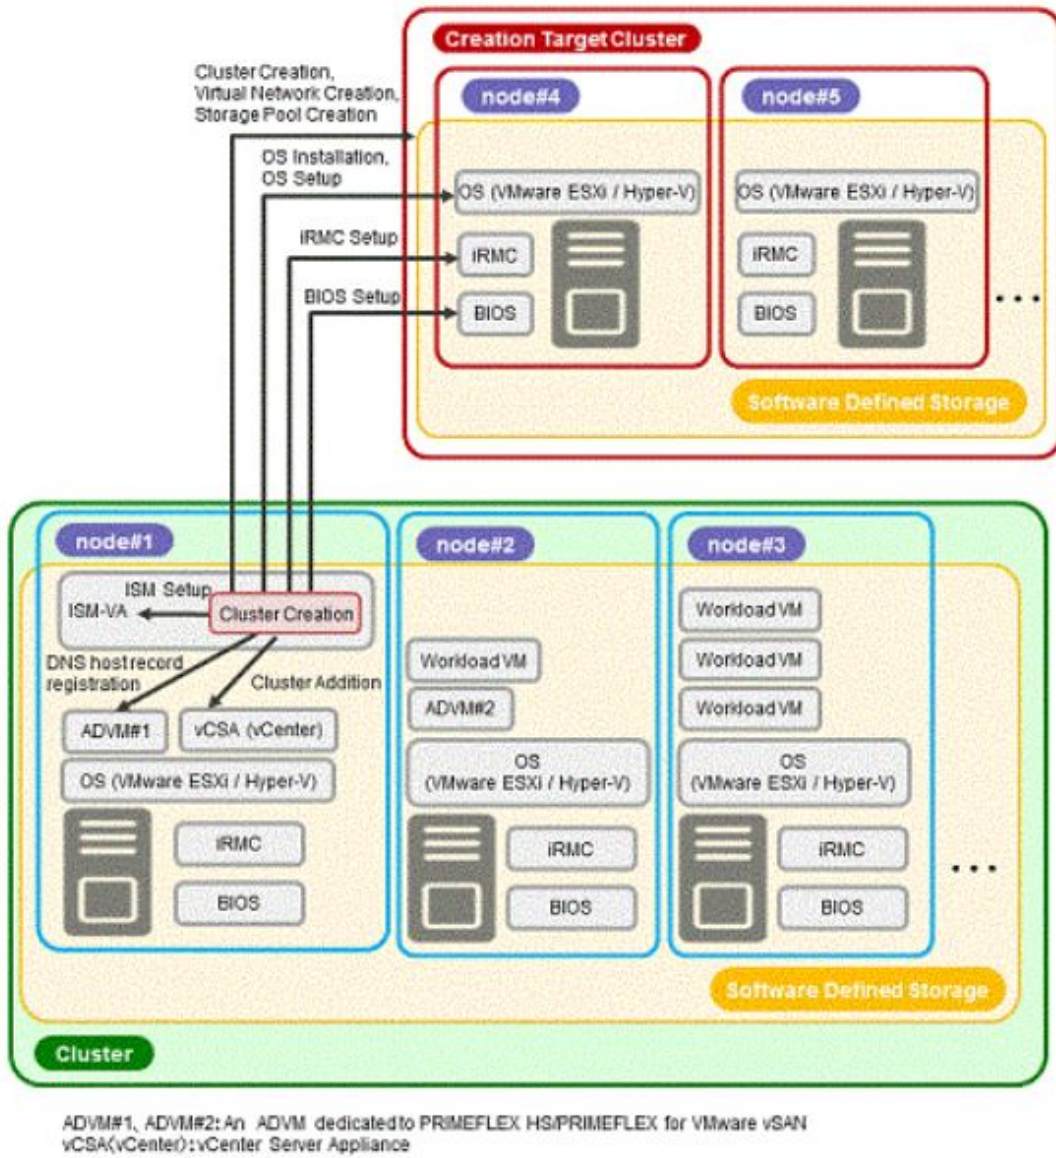 Creation Target Cluster
Cluster Creation,
Virtual Network Creation,
Storage Pool Creation
node#4
node#5
OS Installation,
OS Setup
OS (VMware ESXi / Hyper-V)
OS (VMware ESXi / Hyper-V)
iRMC Setup
iRMC
iRMC
BIOS Setup
BIOS
BIOS
...
Software Defined Storage
node#1
node#2
node#3
ISM Setup
ISM-VA
Cluster Creation
Workload VM
DNS host record
registration
Cluster Addition
Workload VM
Workload VM
ADVM#1
vCSA (vCenter)
ADVM#2
Workload VM
OS (VMware ESXi / Hyper-V)
OS
(VMware ESXi / Hyper-V)
OS
(VMware ESXi / Hyper-V)
iRMC
iRMC
iRMC
...
BIOS
BIOS
BIOS
Software Defined Storage
Cluster
ADVM#1, ADVM#2: An ADVM dedicated to PRIMEFLEX HS/PRIMEFLEX for VMware vSAN
vCSA(vCenter):vCenter Server Appliance